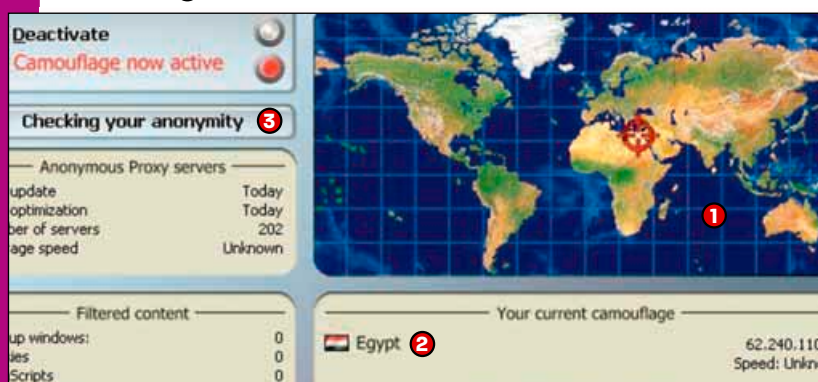 Deactivate
Camouflage now active
Checking your anonymity 3
Anonymous Proxy servers
update Today
optimization Today
ber of servers 202
age speed Unknown
1
Filtered content
up windows: 0
ies 0
Scripts 0
Your current camouflage
Egypt 2
62.240.110
Speed: Unkn